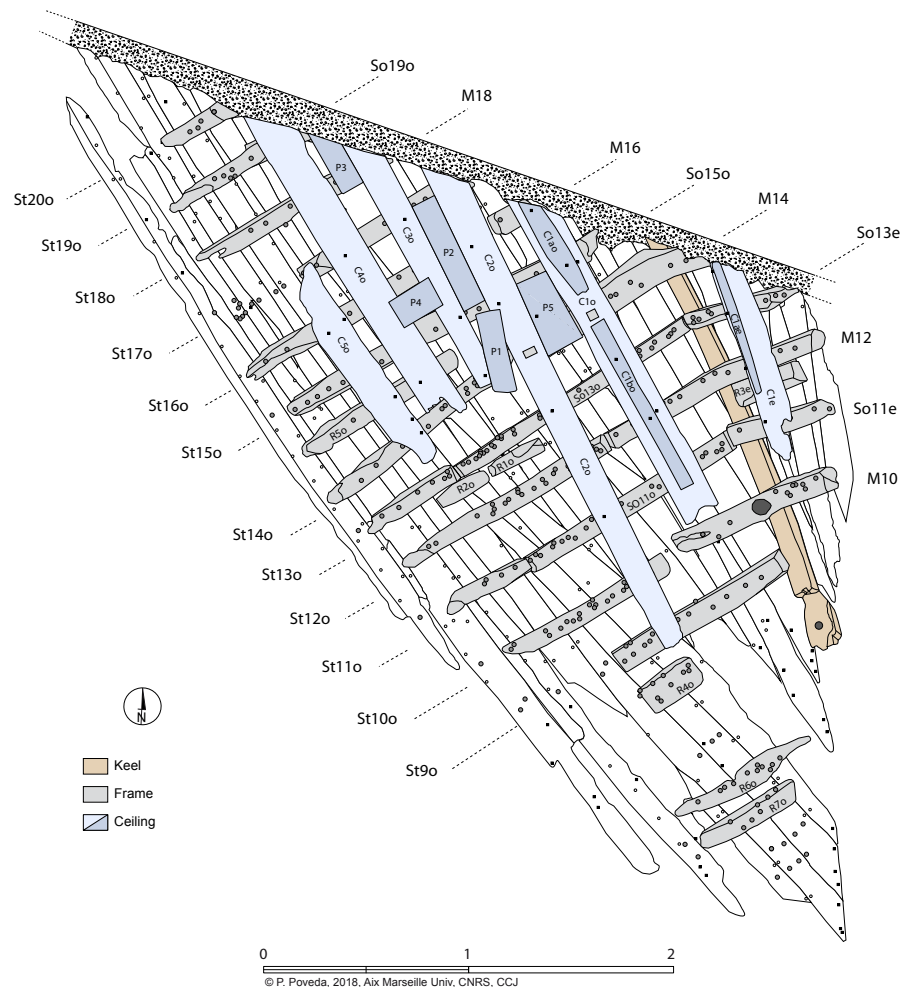 So19o
M18
M16
So15o
M14
So13e
St20o
St19o
St18o
St17o
St16o
St15o
St14o
St13o
St12o
St11o
St10o
St9o
M12
So11e
M10
P3
C3o
C4o
P2
C2o
P4
P1
C5o
C1ao
C1o
P5
C1bo
C1ae
C1e
R3e
So13o
R5o
R2o
R1o
C2o
SO11o
R4o
R6o
R7o
N
Keel
Frame
Ceiling
0 1 2
© P. Poveda, 2018, Aix Marseille Univ, CNRS, CCJ